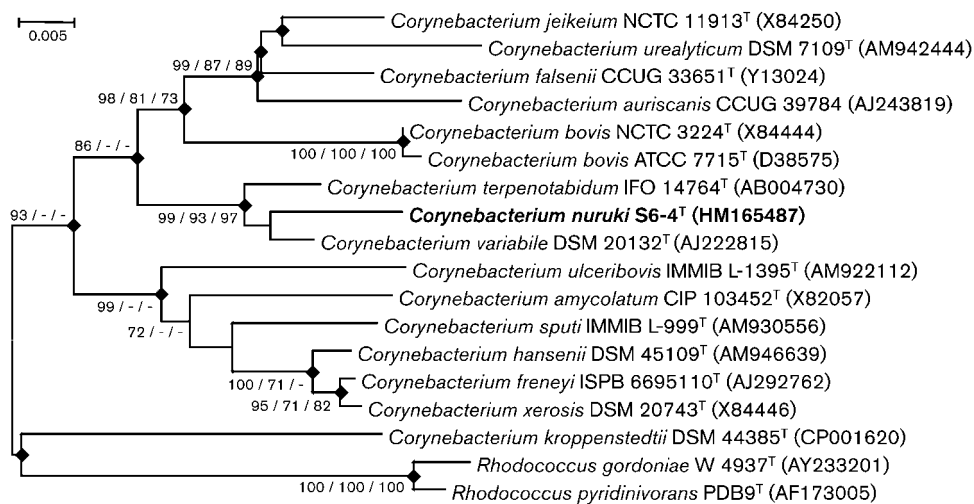 0.005
Corynebacterium jeikeium NCTC 11913ᵀ (X84250)
Corynebacterium urealyticum DSM 7109ᵀ (AM942444)
99 / 87 / 89
Corynebacterium falsenii CCUG 33651ᵀ (Y13024)
98 / 81 / 73
Corynebacterium auriscanis CCUG 39784 (AJ243819)
Corynebacterium bovis NCTC 3224ᵀ (X84444)
86 / - / -
100 / 100 / 100
Corynebacterium bovis ATCC 7715ᵀ (D38575)
Corynebacterium terpenotabidum IFO 14764ᵀ (AB004730)
93 / - / -
99 / 93 / 97
Corynebacterium nuruki S6-4ᵀ (HM165487)
Corynebacterium variabile DSM 20132ᵀ (AJ222815)
Corynebacterium ulceribovis IMMIB L-1395ᵀ (AM922112)
99 / - / -
Corynebacterium amycolatum CIP 103452ᵀ (X82057)
72 / - / -
Corynebacterium sputi IMMIB L-999ᵀ (AM930556)
Corynebacterium hansenii DSM 45109ᵀ (AM946639)
100 / 71 / -
Corynebacterium freneyi ISPB 6695110ᵀ (AJ292762)
95 / 71 / 82
Corynebacterium xerosis DSM 20743ᵀ (X84446)
Corynebacterium kroppenstedtii DSM 44385ᵀ (CP001620)
Rhodococcus gordoniae W 4937ᵀ (AY233201)
100 / 100 / 100
Rhodococcus pyridinivorans PDB9ᵀ (AF173005)